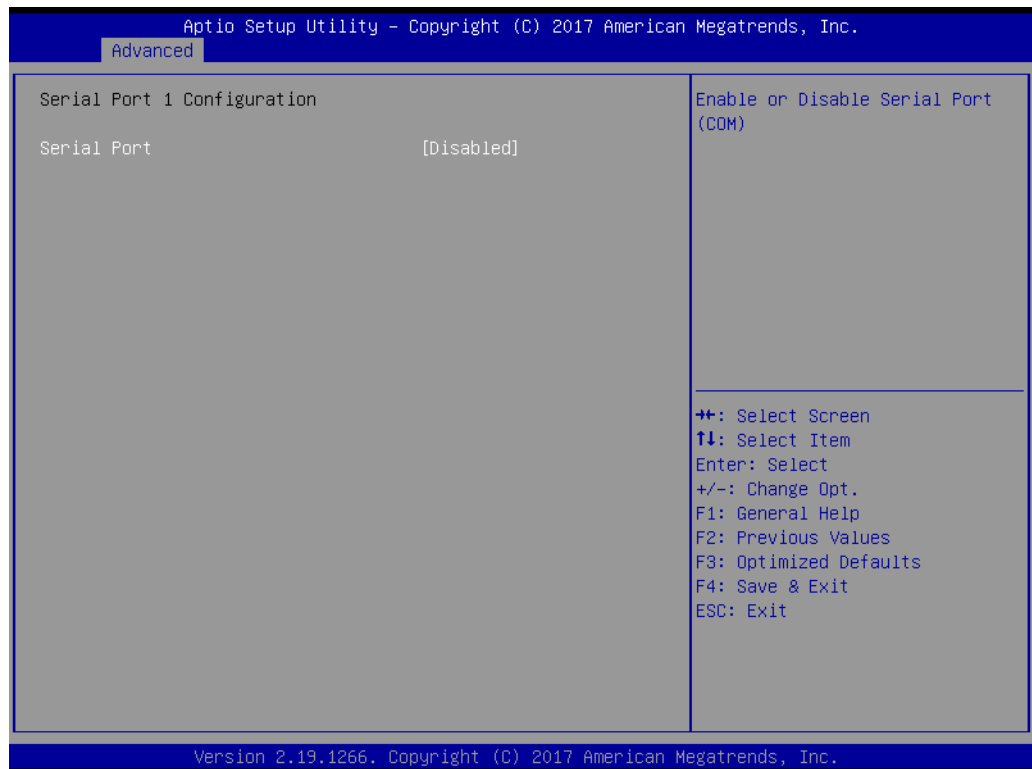 Aptio Setup Utility – Copyright (C) 2017 American Megatrends, Inc.
Advanced
Serial Port 1 Configuration
Serial Port [Disabled]
Enable or Disable Serial Port
(COM)
→←: Select Screen
↑↓: Select Item
Enter: Select
+/-: Change Opt.
F1: General Help
F2: Previous Values
F3: Optimized Defaults
F4: Save & Exit
ESC: Exit
Version 2.19.1266. Copyright (C) 2017 American Megatrends, Inc.